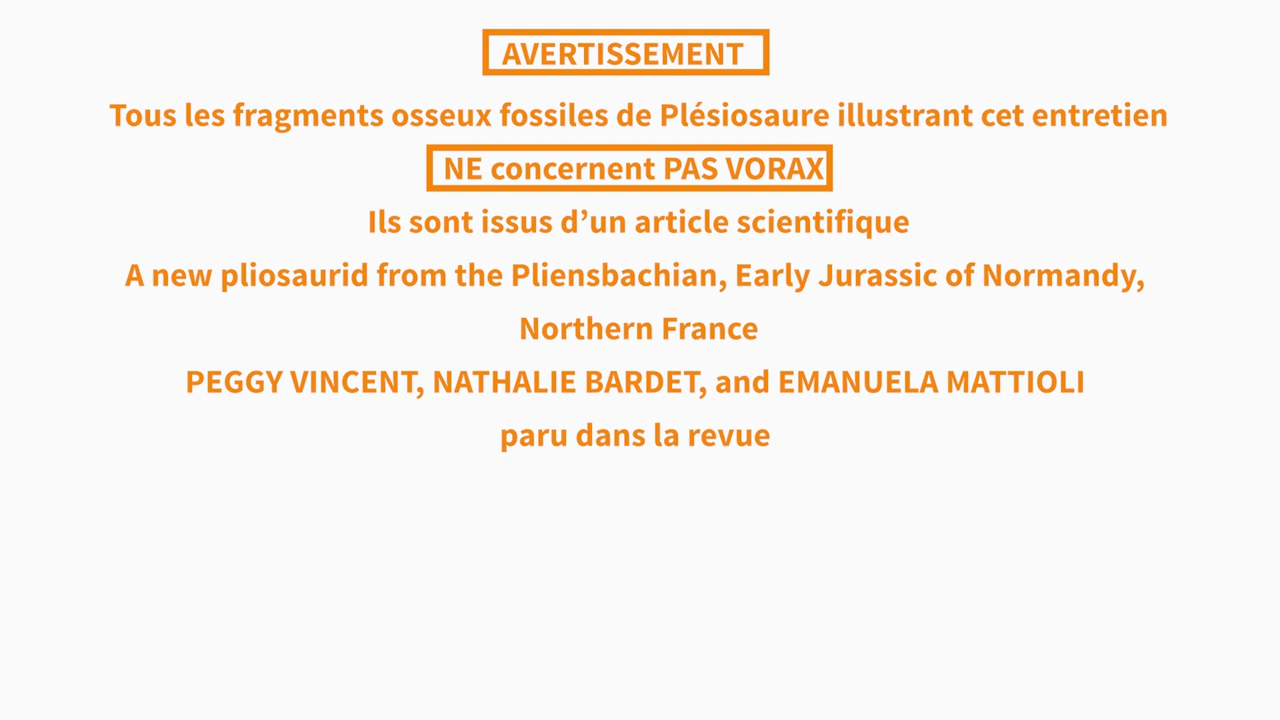 AVERTISSEMENT
Tous les fragments osseux fossiles de Plésiosaure illustrant cet entretien
NE concernent PAS VORAX
Ils sont issus d’un article scientifique
A new pliosaurid from the Pliensbachian, Early Jurassic of Normandy,
Northern France
PEGGY VINCENT, NATHALIE BARDET, and EMANUELA MATTIOLI
paru dans la revue